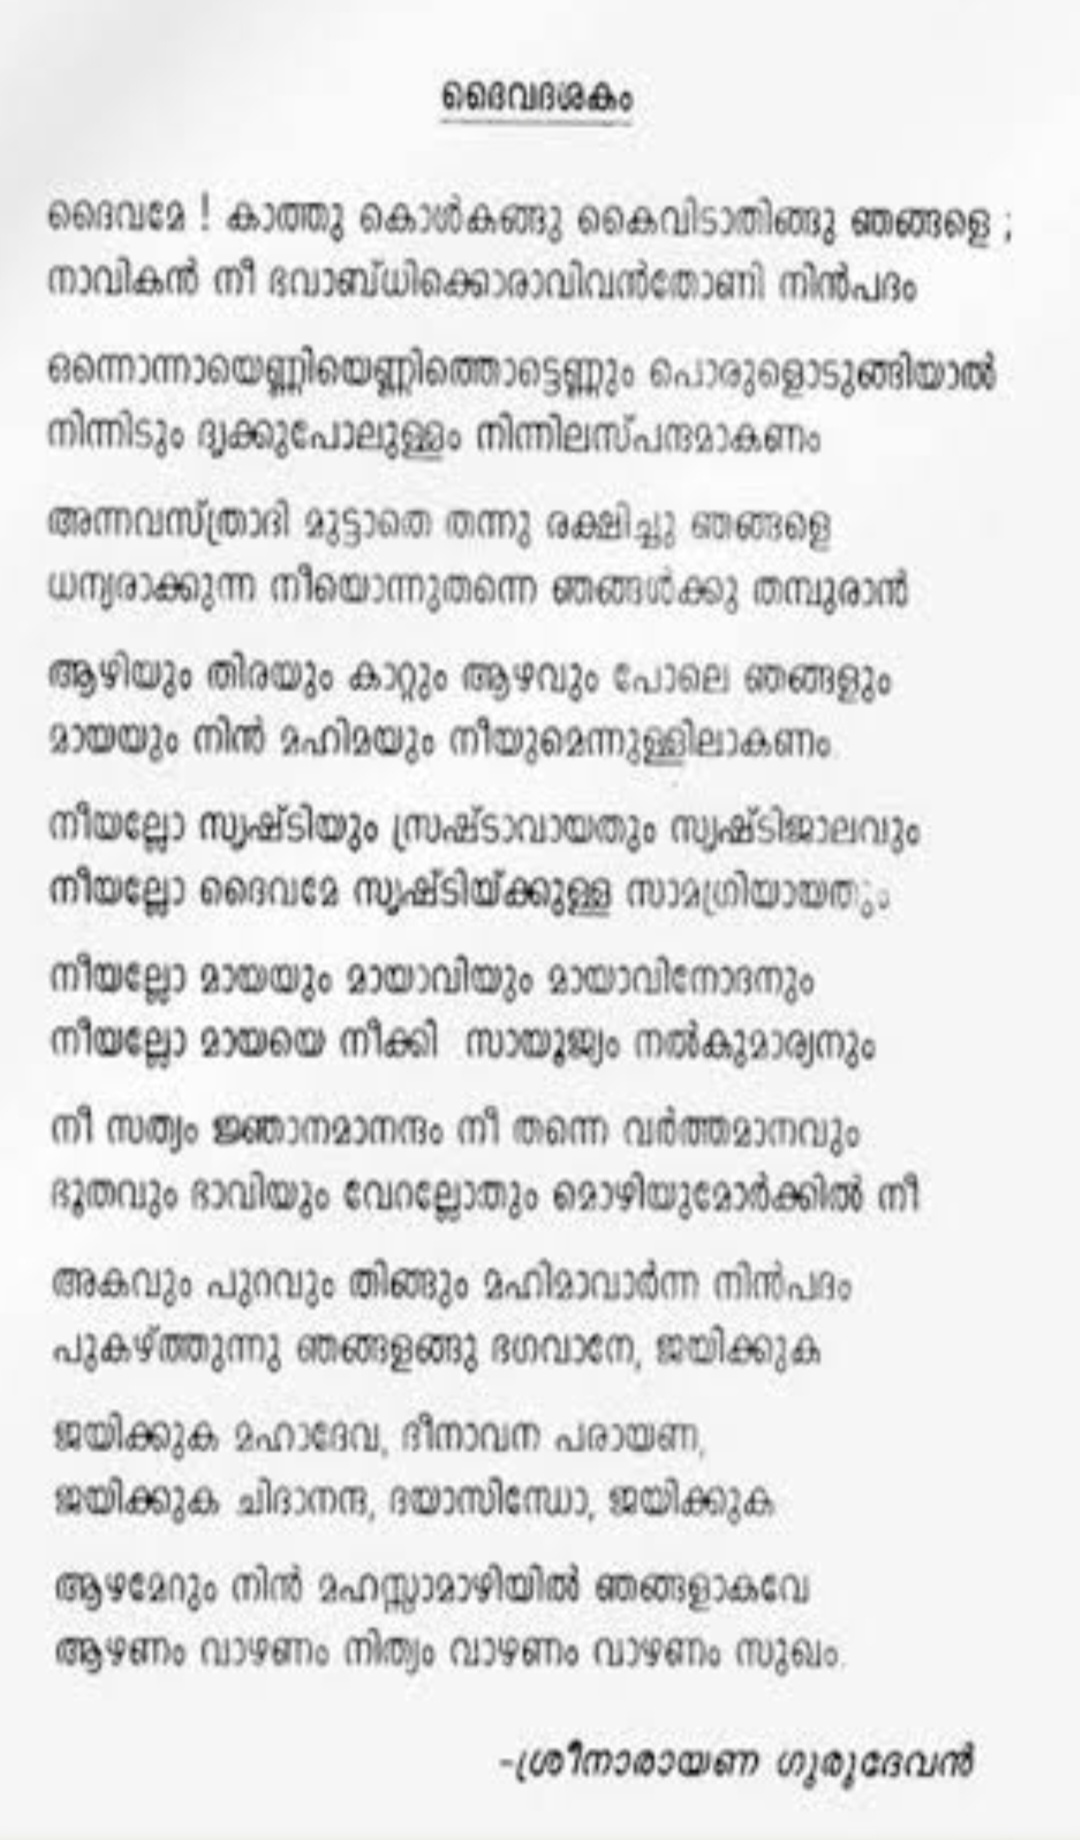 ദൈവദശകം
ദൈവമേ ! കാത്തു കൊൾകങ്ങു കൈവിടാതിങ്ങു ഞങ്ങളെ ;
നാവികൻ നീ ഭവാബ്ധിക്കൊരാവിവൻതോണി നിൻപദം
ഒന്നൊന്നായെണ്ണിയെണ്ണിത്തൊട്ടെണ്ണും പൊരുളൊടുങ്ങിയാൽ
നിന്നിടും ദൃക്കുപോലുള്ളം നിന്നിലസ്പന്ദമാകണം
അന്നവസ്ത്രാദി മുട്ടാതെ തന്നു രക്ഷിച്ചു ഞങ്ങളെ
ധന്യരാക്കുന്ന നീയൊന്നുതന്നെ ഞങ്ങൾക്കു തമ്പുരാൻ
ആഴിയും തിരയും കാറ്റും ആഴവും പോലെ ഞങ്ങളും
മായയും നിൻ മഹിമയും നീയുമെന്നുള്ളിലാകണം
നീയല്ലോ സൃഷ്ടിയും സ്രഷ്ടാവായതും സൃഷ്ടിജാലവും
നീയല്ലോ ദൈവമേ സൃഷ്ടിയ്ക്കുള്ള സാമഗ്രിയായതും
നീയല്ലോ മായയും മായാവിയും മായാവിനോദനും
നീയല്ലോ മായയെ നീക്കി സായൂജ്യം നൽകുമാര്യനും
നീ സത്യം ജ്ഞാനമാനന്ദം നീ തന്നെ വർത്തമാനവും
ഭൂതവും ഭാവിയും വേറല്ലോതും മൊഴിയുമോർക്കിൽ നീ
അകവും പുറവും തിങ്ങും മഹിമാവാർന്ന നിൻപദം
പുകഴ്ത്തുന്നു ഞങ്ങളങ്ങു ഭഗവാനേ, ജയിക്കുക
ജയിക്കുക മഹാദേവ, ദീനാവന പരായണ,
ജയിക്കുക ചിദാനന്ദ, ദയാസിന്ധോ, ജയിക്കുക
ആഴമേറും നിൻ മഹസ്സാമാഴിയിൽ ഞങ്ങളാകവേ
ആഴണം വാഴണം നിത്യം വാഴണം വാഴണം സുഖം.
-ശ്രീനാരായണ ഗുരുദേവൻ